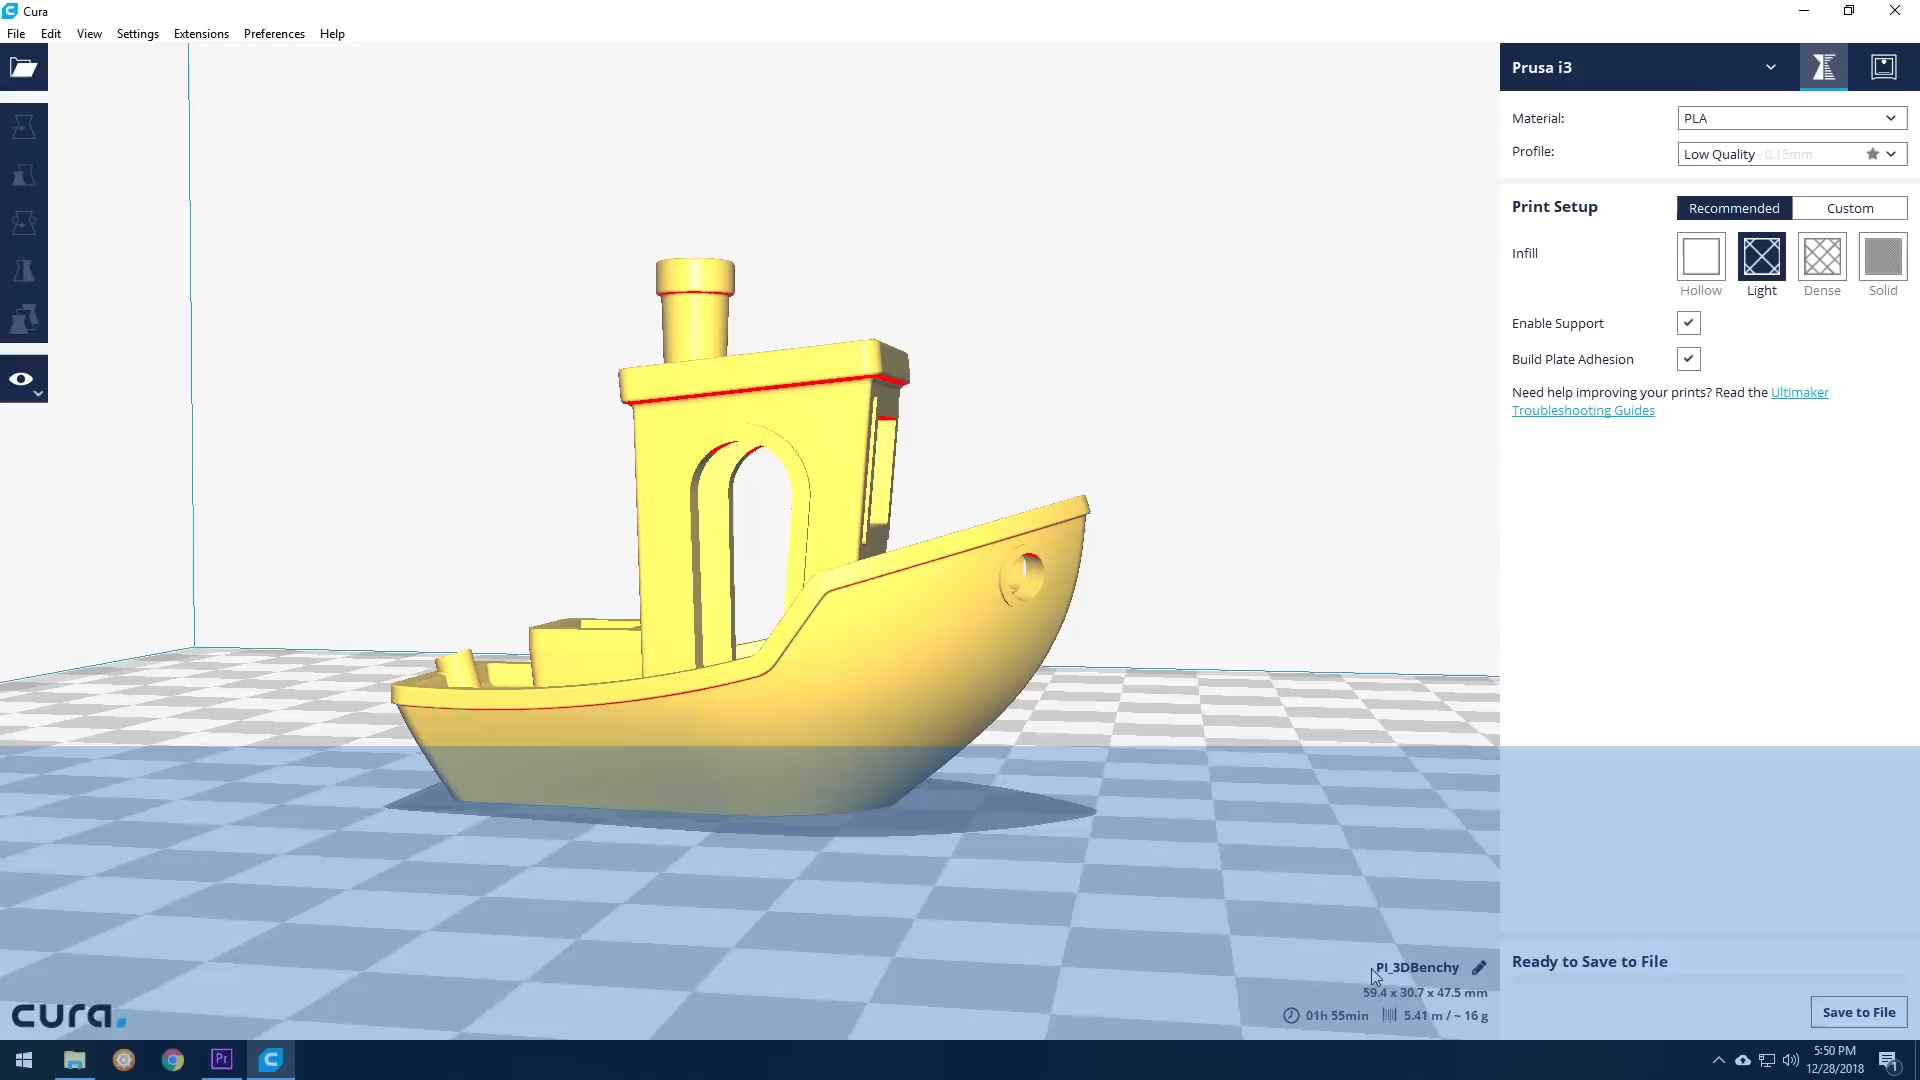 Cura
File Edit View Settings Extensions Preferences Help
Prusa i3
Material: PLA
Profile: Low Quality - 0.15mm
Print Setup Recommended Custom
Infill
Hollow Light Dense Solid
Enable Support
Build Plate Adhesion
Need help improving your prints? Read the Ultimaker
Troubleshooting Guides
PI_3DBenchy
59.4 x 30.7 x 47.5 mm
01h 55min 5.41 m / ~ 16 g
Ready to Save to File
Save to File
cura.
Pr
5:50 PM
12/28/2018
1